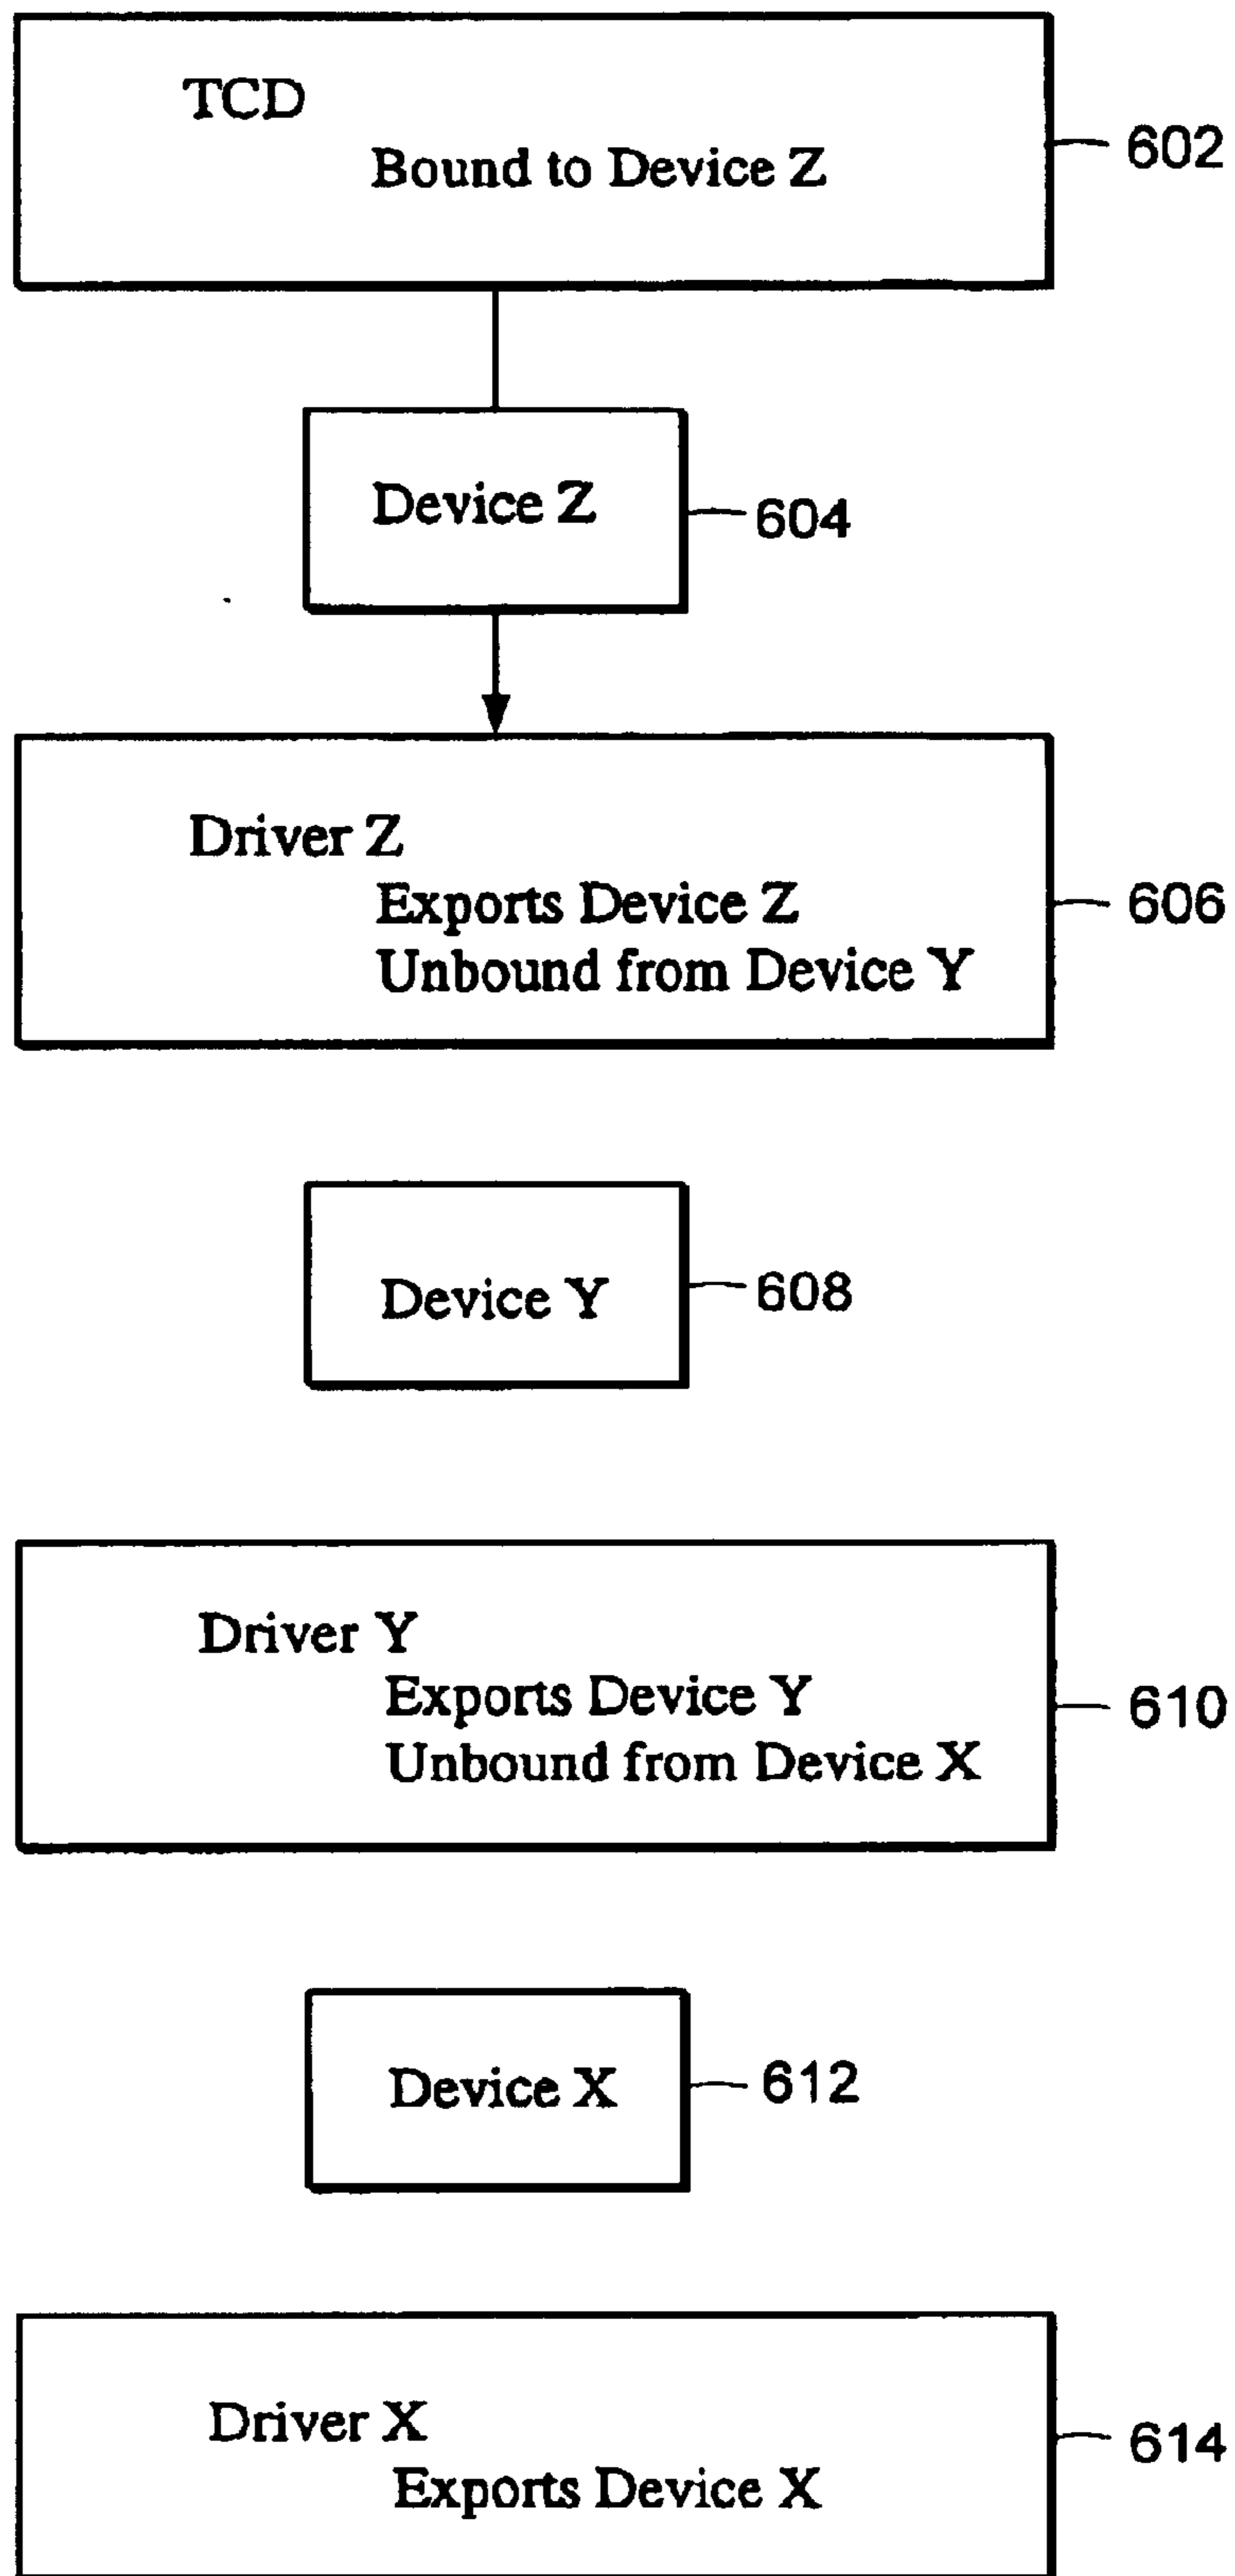 TCD
Bound to Device Z
602
Device Z
604
Driver Z
Exports Device Z
Unbound from Device Y
606
Device Y
608
Driver Y
Exports Device Y
Unbound from Device X
610
Device X
612
Driver X
Exports Device X
614